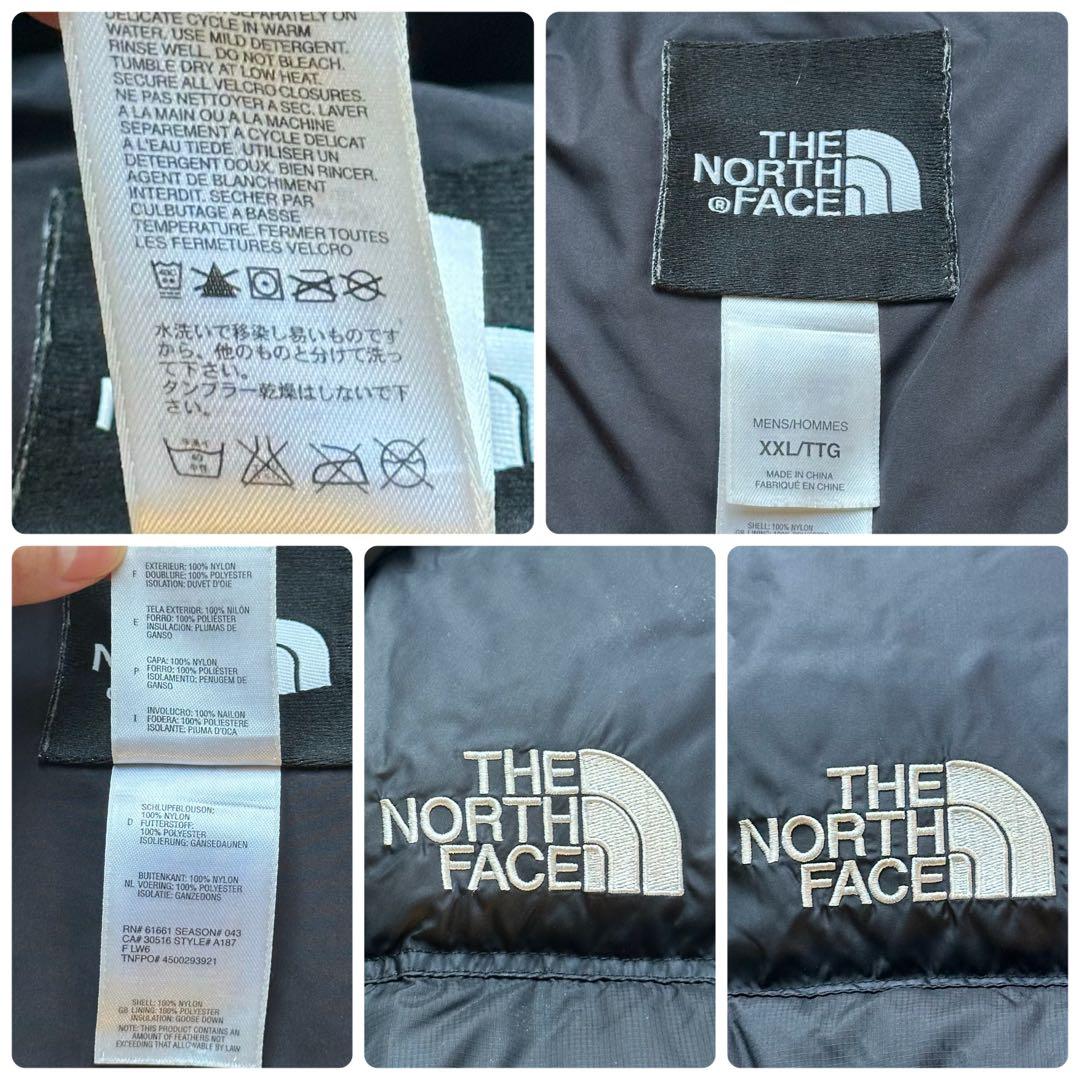 DELICATE CYCLE IN WARM
WATER, USE MILD DETERGENT.
RINSE WELL. DO NOT BLEACH.
TUMBLE DRY AT LOW HEAT.
SECURE ALL VELCRO CLOSURES.
NE PAS NETTOYER A SEC. LAVER
A LA MAIN OU A LA MACHINE
SEPAREMENT A CYCLE DELICAT
A L'EAU TIEDE. UTILISER UN
DETERGENT DOUX. BIEN RINCER.
AGENT DE BLANCHIMENT
INTERDIT. SECHER PAR
CULBUTAGE A BASSE
TEMPERATURE. FERMER TOUTES
LES FERMETURES VELCRO
水洗いで移染し易いものです
から、他のものと分けて洗っ
て下さい。
タンブラー乾燥はしないで下
さい。
THE
NORTH
®FACE
MENS/HOMMES
XXL/TTG
MADE IN CHINA
FABRIQUÉ EN CHINE
SHELL: 100% NYLON
GB LINING: 100% POLYESTER
EXTERIEUR: 100% NYLON
F DOUBLURE: 100% POLYESTER
ISOLATION: DUVET D'OIE
TELA EXTERIOR: 100% NILÓN
E FORRO: 100% POLIÉSTER
INSULACION: PLUMAS DE
GANSO
CAPA: 100% NYLON
P FORRO: 100% POLIÉSTER
ISOLAMENTO: PENUGEM DE
GANSO
INVOLUCRO: 100% NAILON
I FODERA: 100% POLIESTERE
ISOLANTE: PIUMA D'OCA
SCHLUPFBLOUSON:
100% NYLON
D FUTTERSTOFF:
100% POLYESTER
ISOLIERUNG: GÄNSEDAUNEN
BUITENKANT: 100% NYLON
NL VOERING: 100% POLYESTER
ISOLATIE: GANZEDONS
RN# 61661 SEASON# 043
CA# 30516 STYLE# A187
F LW6
TNFPO# 4500293921
SHELL: 100% NYLON
GB LINING: 100% POLYESTER
INSULATION: GOOSE DOWN
NOTE: THIS PRODUCT CONTAINS AN
AMOUNT OF FEATHERS NOT
EXCEEDING THAT ALLOWABLE BY LAW
THE
NORTH
FACE
THE
NORTH
FACE